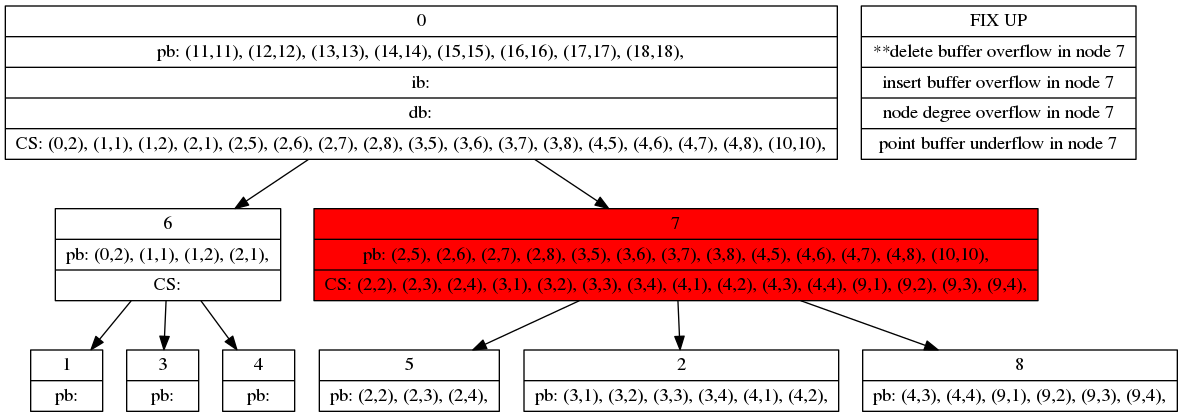 0
pb: (11,11), (12,12), (13,13), (14,14), (15,15), (16,16), (17,17), (18,18),
ib:
db:
CS: (0,2), (1,1), (1,2), (2,1), (2,5), (2,6), (2,7), (2,8), (3,5), (3,6), (3,7), (3,8), (4,5), (4,6), (4,7), (4,8), (10,10),
FIX UP
**delete buffer overflow in node 7
insert buffer overflow in node 7
node degree overflow in node 7
point buffer underflow in node 7
6
pb: (0,2), (1,1), (1,2), (2,1),
CS:
7
pb: (2,5), (2,6), (2,7), (2,8), (3,5), (3,6), (3,7), (3,8), (4,5), (4,6), (4,7), (4,8), (10,10),
CS: (2,2), (2,3), (2,4), (3,1), (3,2), (3,3), (3,4), (4,1), (4,2), (4,3), (4,4), (9,1), (9,2), (9,3), (9,4),
1
pb:
3
pb:
4
pb:
5
pb: (2,2), (2,3), (2,4),
2
pb: (3,1), (3,2), (3,3), (3,4), (4,1), (4,2),
8
pb: (4,3), (4,4), (9,1), (9,2), (9,3), (9,4),